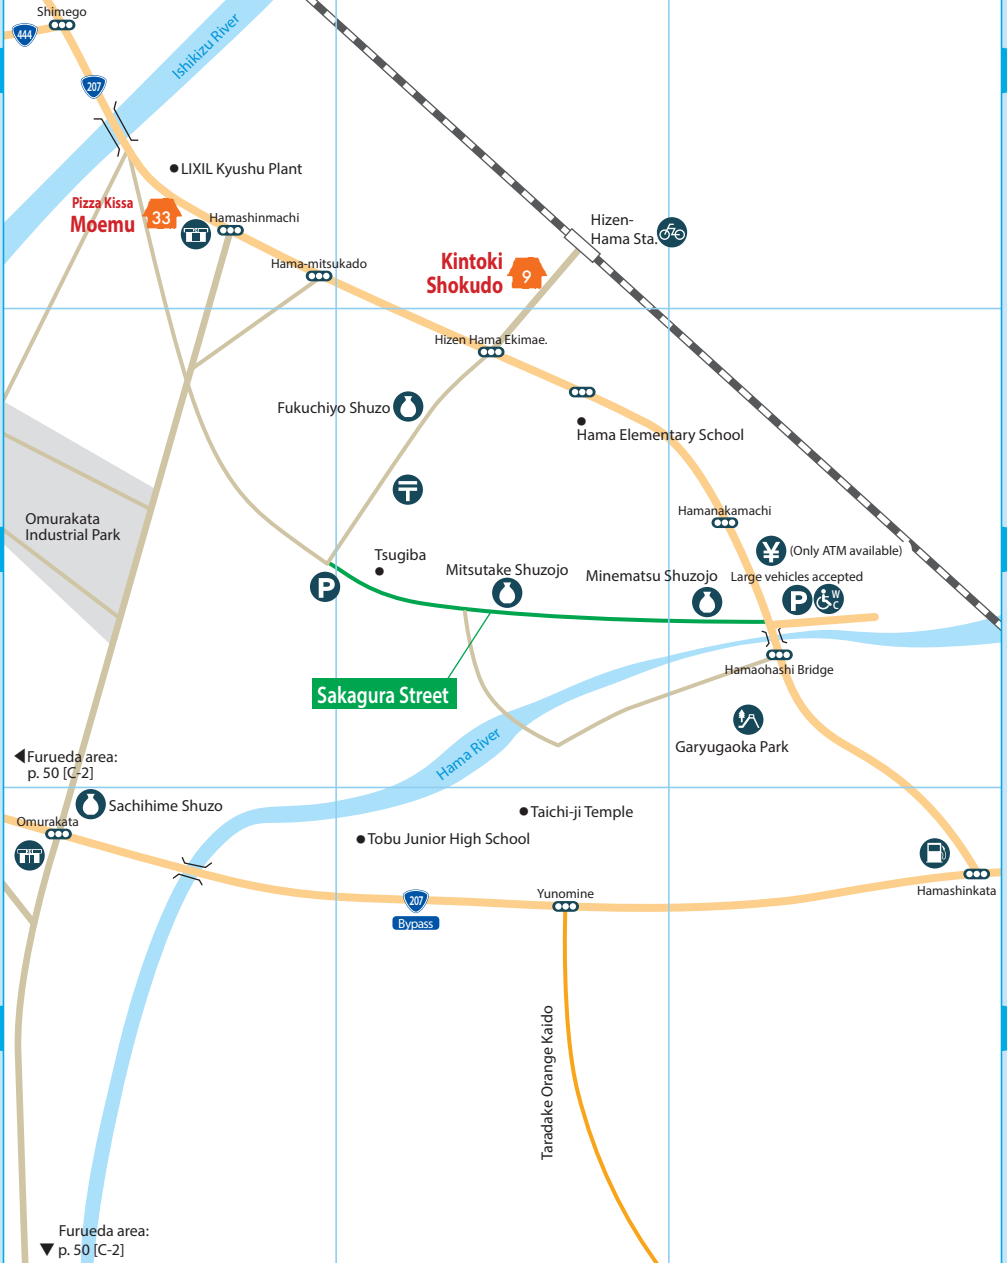 Shimego
444
Ishikizu River
207
LIXIL Kyushu Plant
Pizza Kissa
Moemu
33
Hamashinmachi
Hizen-
Hama Sta.
Hama-mitsukado
Kintoki
Shokudo
9
Hizen Hama Ekimae.
Fukuchiyo Shuzo
Hama Elementary School
〒
Omurakata
Industrial Park
Hamanakamachi
¥
(Only ATM available)
Tsugiba
Mitsutake Shuzojo
Minematsu Shuzojo
Large vehicles accepted
P
P
W
C
Hamaohashi Bridge
Sakagura Street
Hama River
Garyugaoka Park
Furueda area:
p. 50 [C-2]
Sachihime Shuzo
Omurakata
Taichi-ji Temple
Tobu Junior High School
Hamashinkata
207
Bypass
Yunomine
Taradake Orange Kaido
Furueda area:
p. 50 [C-2]